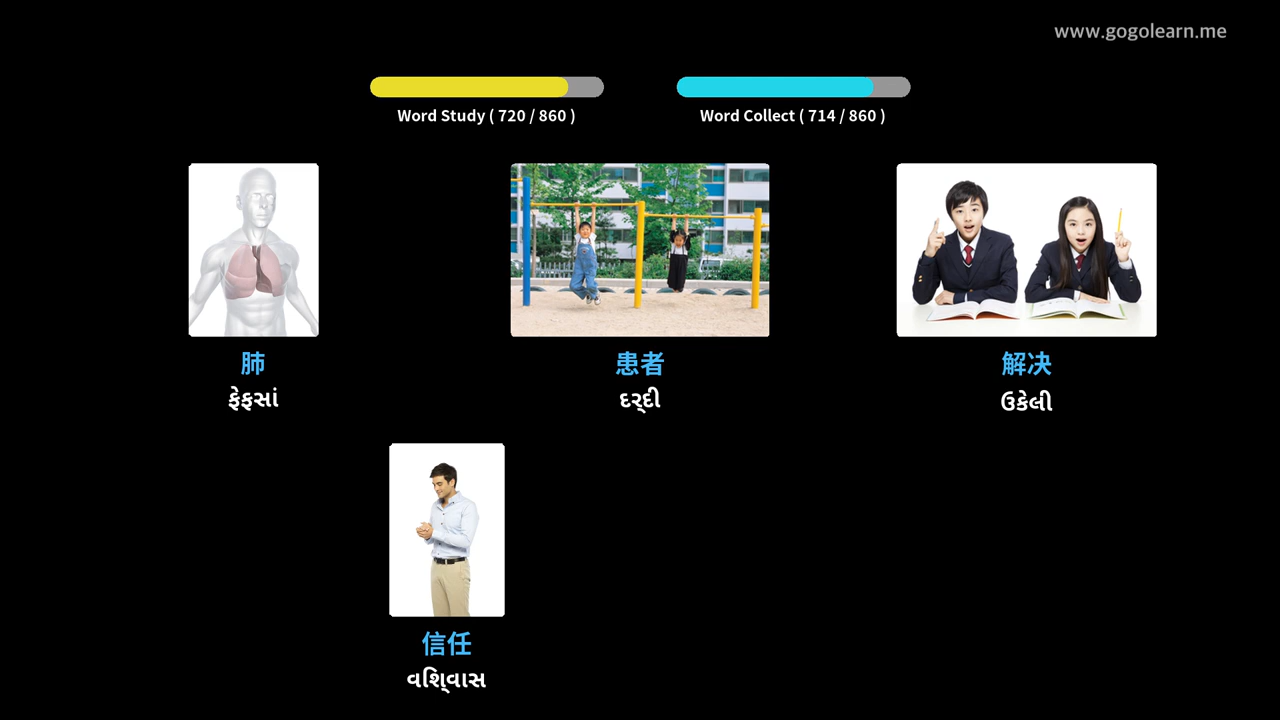 www.gogolearn.me
Word Study ( 720 / 860 )
Word Collect ( 714 / 860 )
肺
ફેફસાં
患者
દર્દી
解决
ઉકેલી
信任
વિશ્વાસ